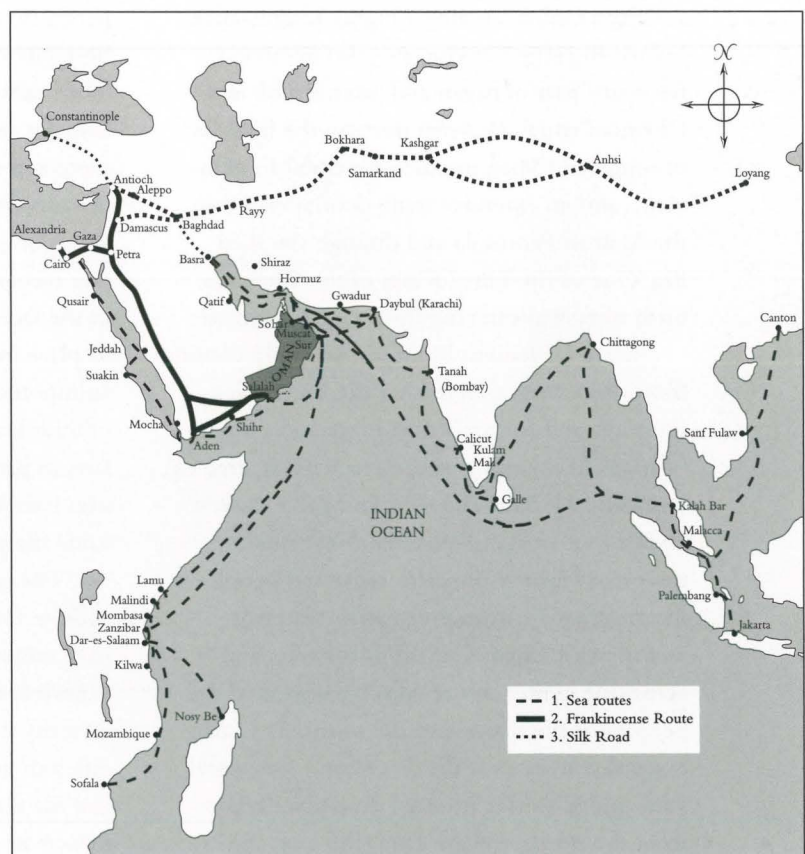 N
Constantinople
Bokhara
Kashgar
Samarkand
Anhsi
Loyang
Antioch
Aleppo
Rayy
Alexandria
Damascus
Baghdad
Gaza
Petra
Cairo
Basra
Shiraz
Hormuz
Qusair
Qatif
Gwadur
Daybul (Karachi)
Sohar
Muscat
Sur
OMAN
Canton
Chittagong
Jeddah
Tanah
(Bombay)
Suakin
Salalah
Mocha
Shihr
Aden
Calicut
Kulam
Mali
Sanf Fulaw
Galle
Kalah Bar
INDIAN
OCEAN
Malacca
Lamu
Malindi
Mombasa
Zanzibar
Dar-es-Salaam
Palembang
Jakarta
Kilwa
Nosy Be
Mozambique
Sofala
1. Sea routes
2. Frankincense Route
3. Silk Road